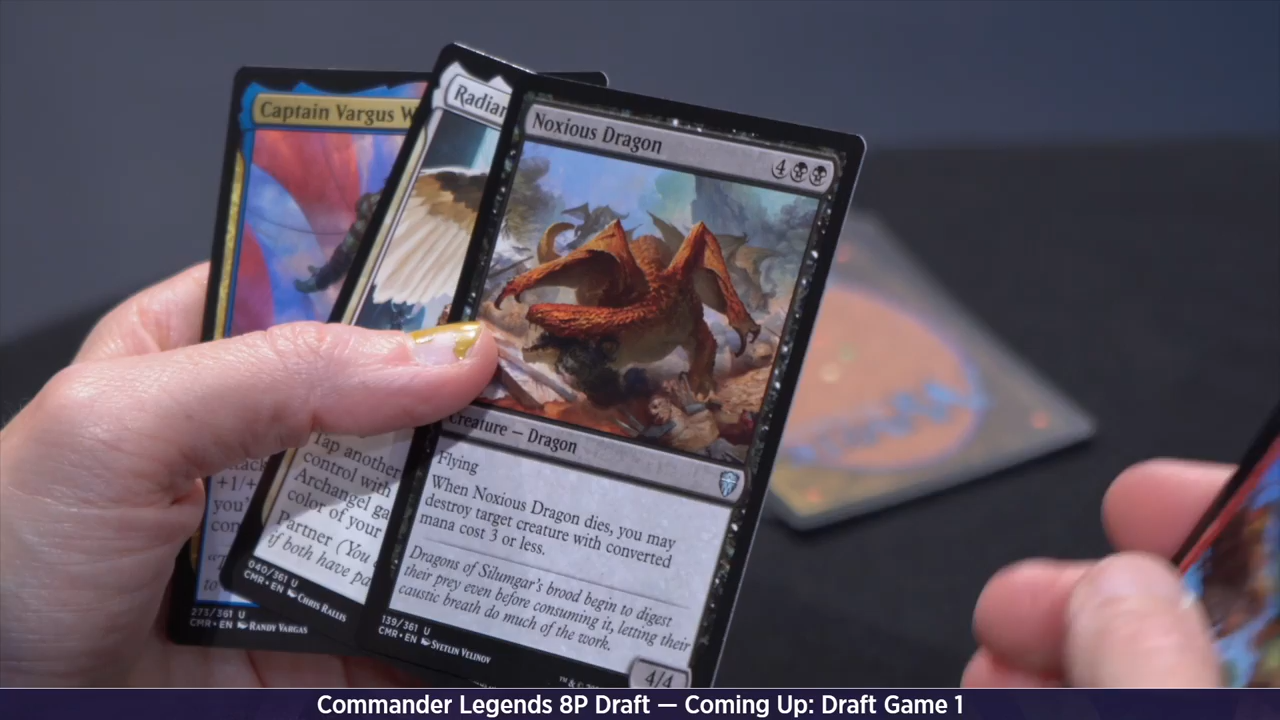 Captain Vargus
+1/+
you'
con
273/361 U
CMR • EN RANDY VARGAS
Radian
Tap another
control with
Archangel ga
color of your
Partner (You
if both have pa
040/361 U
CMR • EN CHRIS RALLIS
Noxious Dragon
4
Creature — Dragon
Flying
When Noxious Dragon dies, you may
destroy target creature with converted
mana cost 3 or less.
Dragons of Silumgar's brood begin to digest
their prey even before consuming it, letting their
caustic breath do much of the work.
139/361 U
CMR • EN SVETLIN VELINOV
4/4
Commander Legends 8P Draft — Coming Up: Draft Game 1